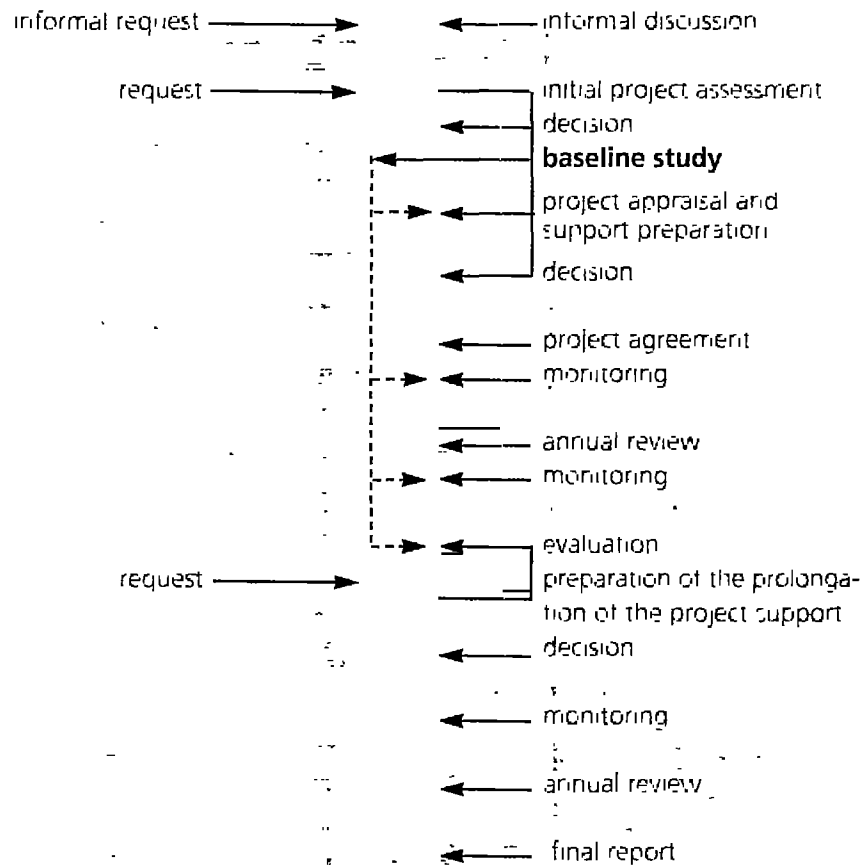 informal request
informal discussion
request
initial project assessment
decision
baseline study
project appraisal and
support preparation
decision
project agreement
monitoring
annual review
monitoring
evaluation
request
preparation of the prolonga-
tion of the project support
decision
monitoring
annual review
final report